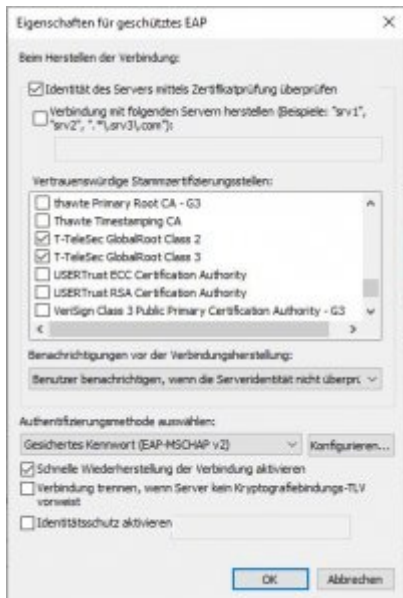 Eigenschaften für geschütztes EAP
Beim Herstellen der Verbindung:
Identität des Servers mittels Zertifikatprüfung überprüfen
Verbindung mit folgenden Servern herstellen (Beispiele: "srv1",
"srv2", ".*\.srv3\.com"):
Vertrauenswürdige Stammzertifizierungsstellen:
thawte Primary Root CA - G3
Thawte Timestamping CA
T-TeleSec GlobalRoot Class 2
T-TeleSec GlobalRoot Class 3
USERTrust ECC Certification Authority
USERTrust RSA Certification Authority
VeriSign Class 3 Public Primary Certification Authority - G3
Benachrichtigungen vor der Verbindungsherstellung:
Benutzer benachrichtigen, wenn die Serveridentität nicht überprü
Authentifizierungsmethode auswählen:
Gesichertes Kennwort (EAP-MSCHAP v2) Konfigurieren...
Schnelle Wiederherstellung der Verbindung aktivieren
Verbindung trennen, wenn Server kein Kryptografiebindungs-TLV
vorweist
Identitätsschutz aktivieren
OK Abbrechen